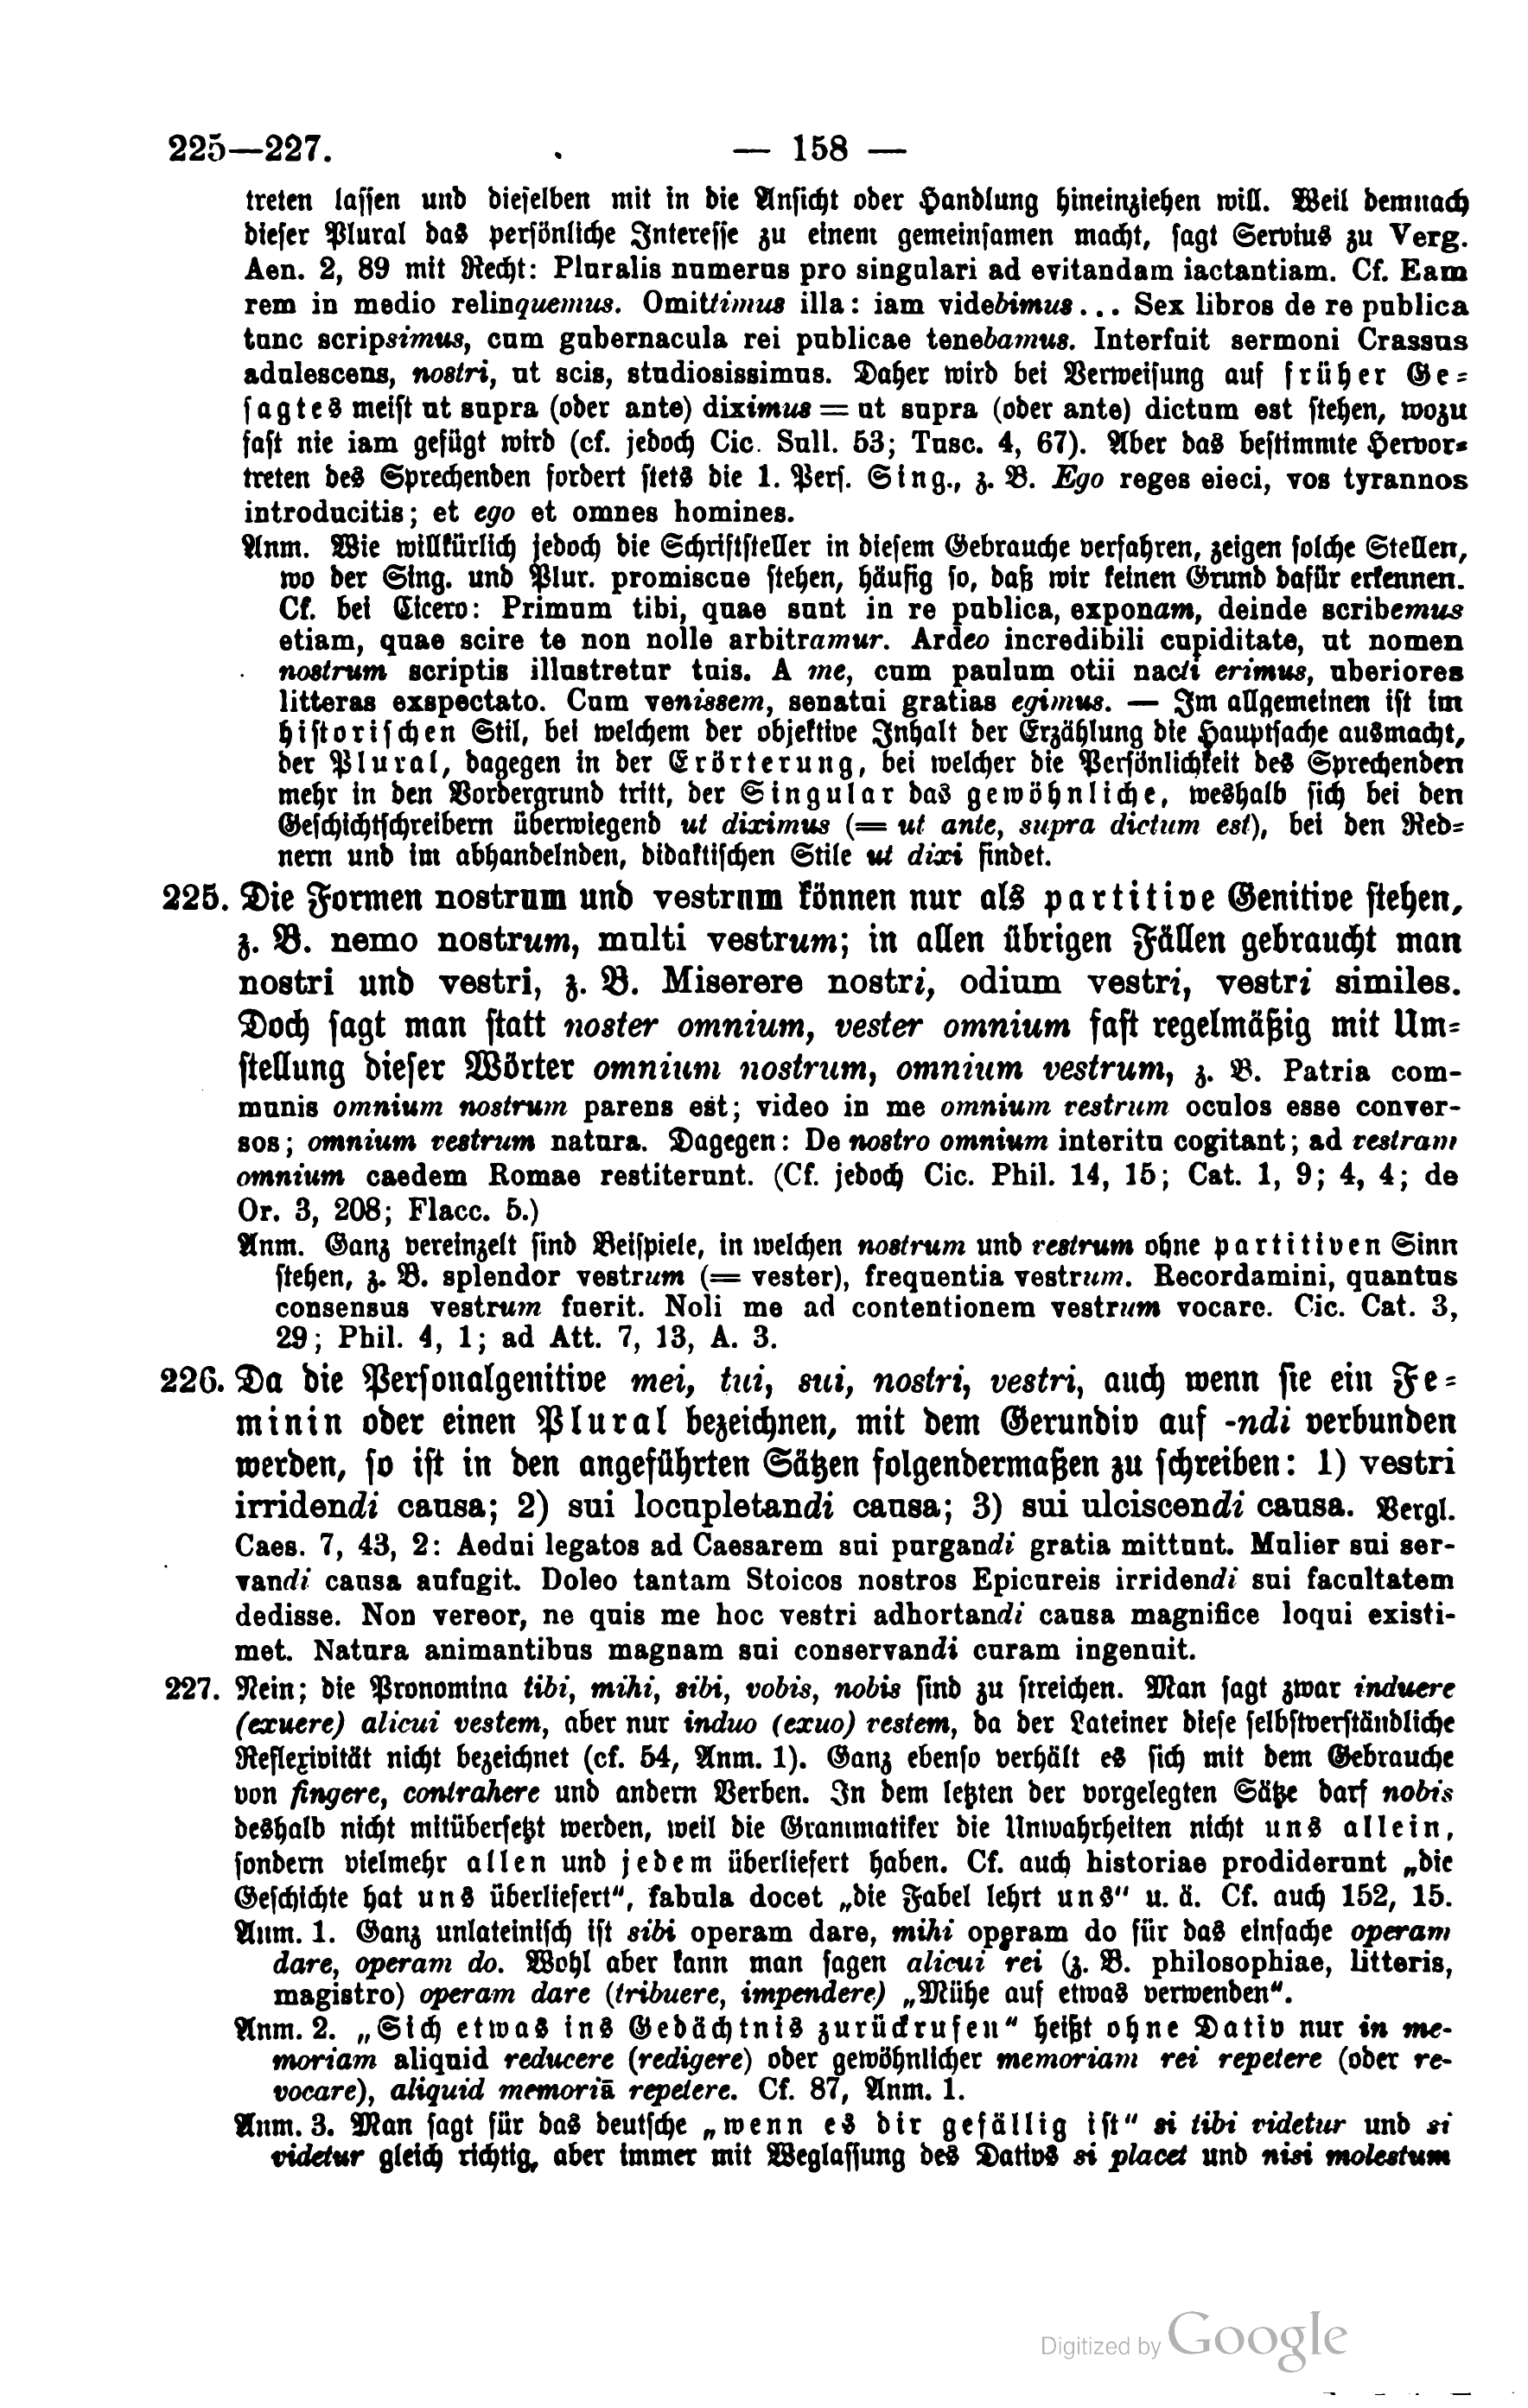 225—227. — 158 —
treten lassen und dieselben mit in die Ansicht oder Handlung hineinziehen will. Weil demnach
dieser Plural das persönliche Interesse zu einem gemeinsamen macht, sagt Servius zu Verg.
Aen. 2, 89 mit Recht: Pluralis numerus pro singulari ad evitandam iactantiam. Cf. Eam
rem in medio relinquemus. Omittimus illa: iam videbimus... Sex libros de re publica
tunc scripsimus, cum gubernacula rei publicae tenebamus. Interfuit sermoni Crassus
adulescens, nostri, ut scis, studiosissimus. Daher wird bei Verweisung auf früher Ge-
sagtes meist ut supra (oder ante) diximus = ut supra (oder ante) dictum est stehen, wozu
fast nie iam gefügt wird (cf. jedoch Cic. Sull. 53; Tusc. 4, 67). Aber das bestimmte Hervor-
treten des Sprechenden fordert stets die 1. Pers. Sing., z. B. Ego reges eieci, vos tyrannos
introducitis; et ego et omnes homines.
Anm. Wie willkürlich jedoch die Schriftsteller in diesem Gebrauche verfahren, zeigen solche Stellen,
wo der Sing. und Plur. promiscue stehen, häufig so, daß wir keinen Grund dafür erkennen.
Cf. bei Cicero: Primum tibi, quae sunt in re publica, exponam, deinde scribemus
etiam, quae scire te non nolle arbitramur. Ardeo incredibili cupiditate, ut nomen
nostrum scriptis illustretur tuis. A me, cum paulum otii nacti erimus, uberiores
litteras exspectato. Cum venissem, senatui gratias egimus. — Im allgemeinen ist im
historischen Stil, bei welchem der objektive Inhalt der Erzählung die Hauptsache ausmacht,
der Plural, dagegen in der Erörterung, bei welcher die Persönlichkeit des Sprechenden
mehr in den Vordergrund tritt, der Singular das gewöhnliche, weshalb sich bei den
Geschichtschreibern überwiegend ut diximus (= ut ante, supra dictum est), bei den Red-
nern und im abhandelnden, didaktischen Stile ut dixi findet.
225. Die Formen nostrum und vestrum können nur als partitive Genitive stehen,
z. B. nemo nostrum, multi vestrum; in allen übrigen Fällen gebraucht man
nostri und vestri, z. B. Miserere nostri, odium vestri, vestri similes.
Doch sagt man statt noster omnium, vester omnium fast regelmäßig mit Um-
stellung dieser Wörter omnium nostrum, omnium vestrum, z. B. Patria com-
munis omnium nostrum parens est; video in me omnium vestrum oculos esse conver-
sos; omnium vestrum natura. Dagegen: De nostro omnium interitu cogitant; ad vestram
omnium caedem Romae restiterunt. (Cf. jedoch Cic. Phil. 14, 15; Cat. 1, 9; 4, 4; de
Or. 3, 208; Flacc. 5.)
Anm. Ganz vereinzelt sind Beispiele, in welchen nostrum und vestrum ohne partitiven Sinn
stehen, z. B. splendor vestrum (= vester), frequentia vestrum. Recordamini, quantus
consensus vestrum fuerit. Noli me ad contentionem vestrum vocare. Cic. Cat. 3,
29; Phil. 4, 1; ad Att. 7, 13, A. 3.
226. Da die Personalgenitive mei, tui, sui, nostri, vestri, auch wenn sie ein Fe-
minin oder einen Plural bezeichnen, mit dem Gerundiv auf -ndi verbunden
werden, so ist in den angeführten Sätzen folgendermaßen zu schreiben: 1) vestri
irridendi causa; 2) sui locupletandi causa; 3) sui ulciscendi causa. Vergl.
Caes. 7, 43, 2: Aedui legatos ad Caesarem sui purgandi gratia mittunt. Mulier sui ser-
vandi causa aufugit. Doleo tantam Stoicos nostros Epicureis irridendi sui facultatem
dedisse. Non vereor, ne quis me hoc vestri adhortandi causa magnifice loqui existi-
met. Natura animantibus magnam sui conservandi curam ingenuit.
227. Nein; die Pronomina tibi, mihi, sibi, vobis, nobis sind zu streichen. Man sagt zwar induere
(exuere) alicui vestem, aber nur induo (exuo) vestem, da der Lateiner diese selbstverständliche
Reflexivität nicht bezeichnet (cf. 54, Anm. 1). Ganz ebenso verhält es sich mit dem Gebrauche
von fingere, contrahere und andern Verben. In dem letzten der vorgelegten Sätze darf nobis
deshalb nicht mitübersetzt werden, weil die Grammatiker die Unwahrheiten nicht uns allein,
sondern vielmehr allen und jedem überliefert haben. Cf. auch historiae prodiderunt „die
Geschichte hat uns überliefert“, fabula docet „die Fabel lehrt uns“ u. ä. Cf. auch 152, 15.
Anm. 1. Ganz unlateinisch ist sibi operam dare, mihi operam do für das einfache operam
dare, operam do. Wohl aber kann man sagen alicui rei (z. B. philosophiae, litteris,
magistro) operam dare (tribuere, impendere) „Mühe auf etwas verwenden“.
Anm. 2. „Sich etwas ins Gedächtnis zurückrufen“ heißt ohne Dativ nur in me-
moriam aliquid reducere (redigere) oder gewöhnlicher memoriam rei repetere (oder re-
vocare), aliquid memoriā repetere. Cf. 87, Anm. 1.
Anm. 3. Man sagt für das deutsche „wenn es dir gefällig ist“ si tibi videtur und si
videtur gleich richtig, aber immer mit Weglassung des Dativs si placet und nisi molestum
Digitized by Google